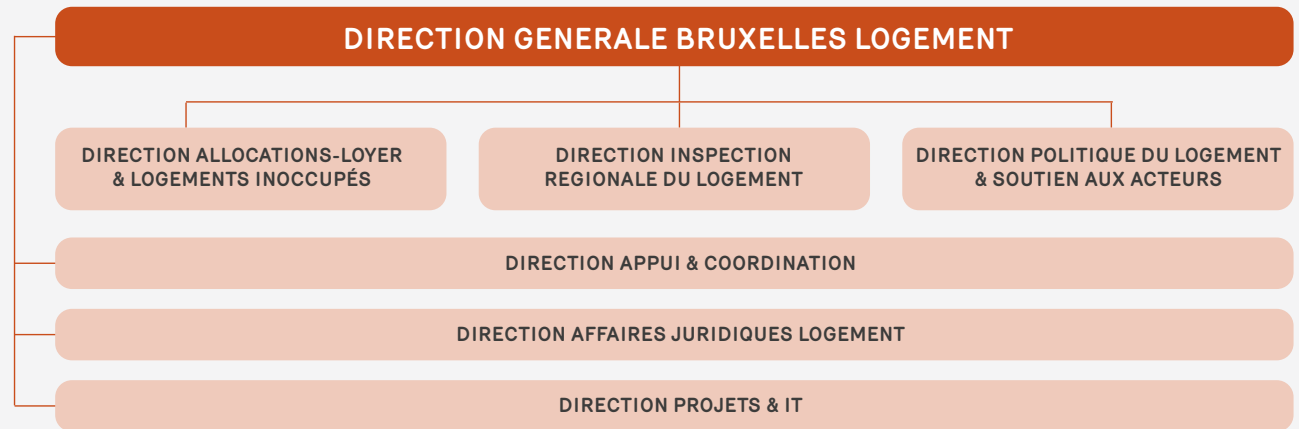 DIRECTION GENERALE BRUXELLES LOGEMENT
DIRECTION ALLOCATIONS-LOYER
& LOGEMENTS INOCCUPÉS
DIRECTION INSPECTION
REGIONALE DU LOGEMENT
DIRECTION POLITIQUE DU LOGEMENT
& SOUTIEN AUX ACTEURS
DIRECTION APPUI & COORDINATION
DIRECTION AFFAIRES JURIDIQUES LOGEMENT
DIRECTION PROJETS & IT